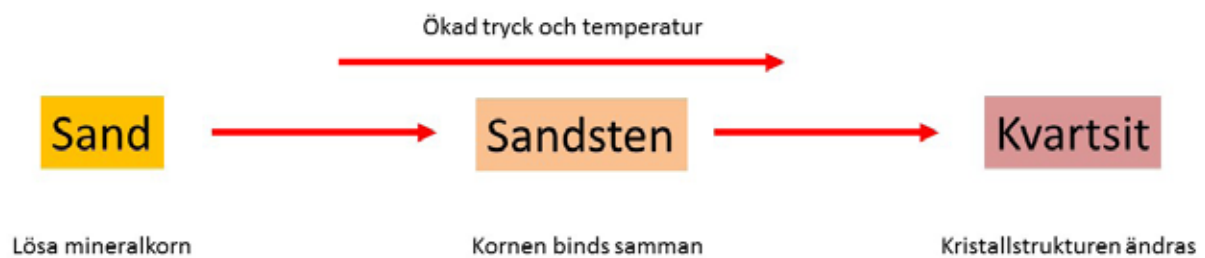 Ökad tryck och temperatur
Sand
Sandsten
Kvartsit
Lösa mineralkorn
Kornen binds samman
Kristallstrukturen ändras